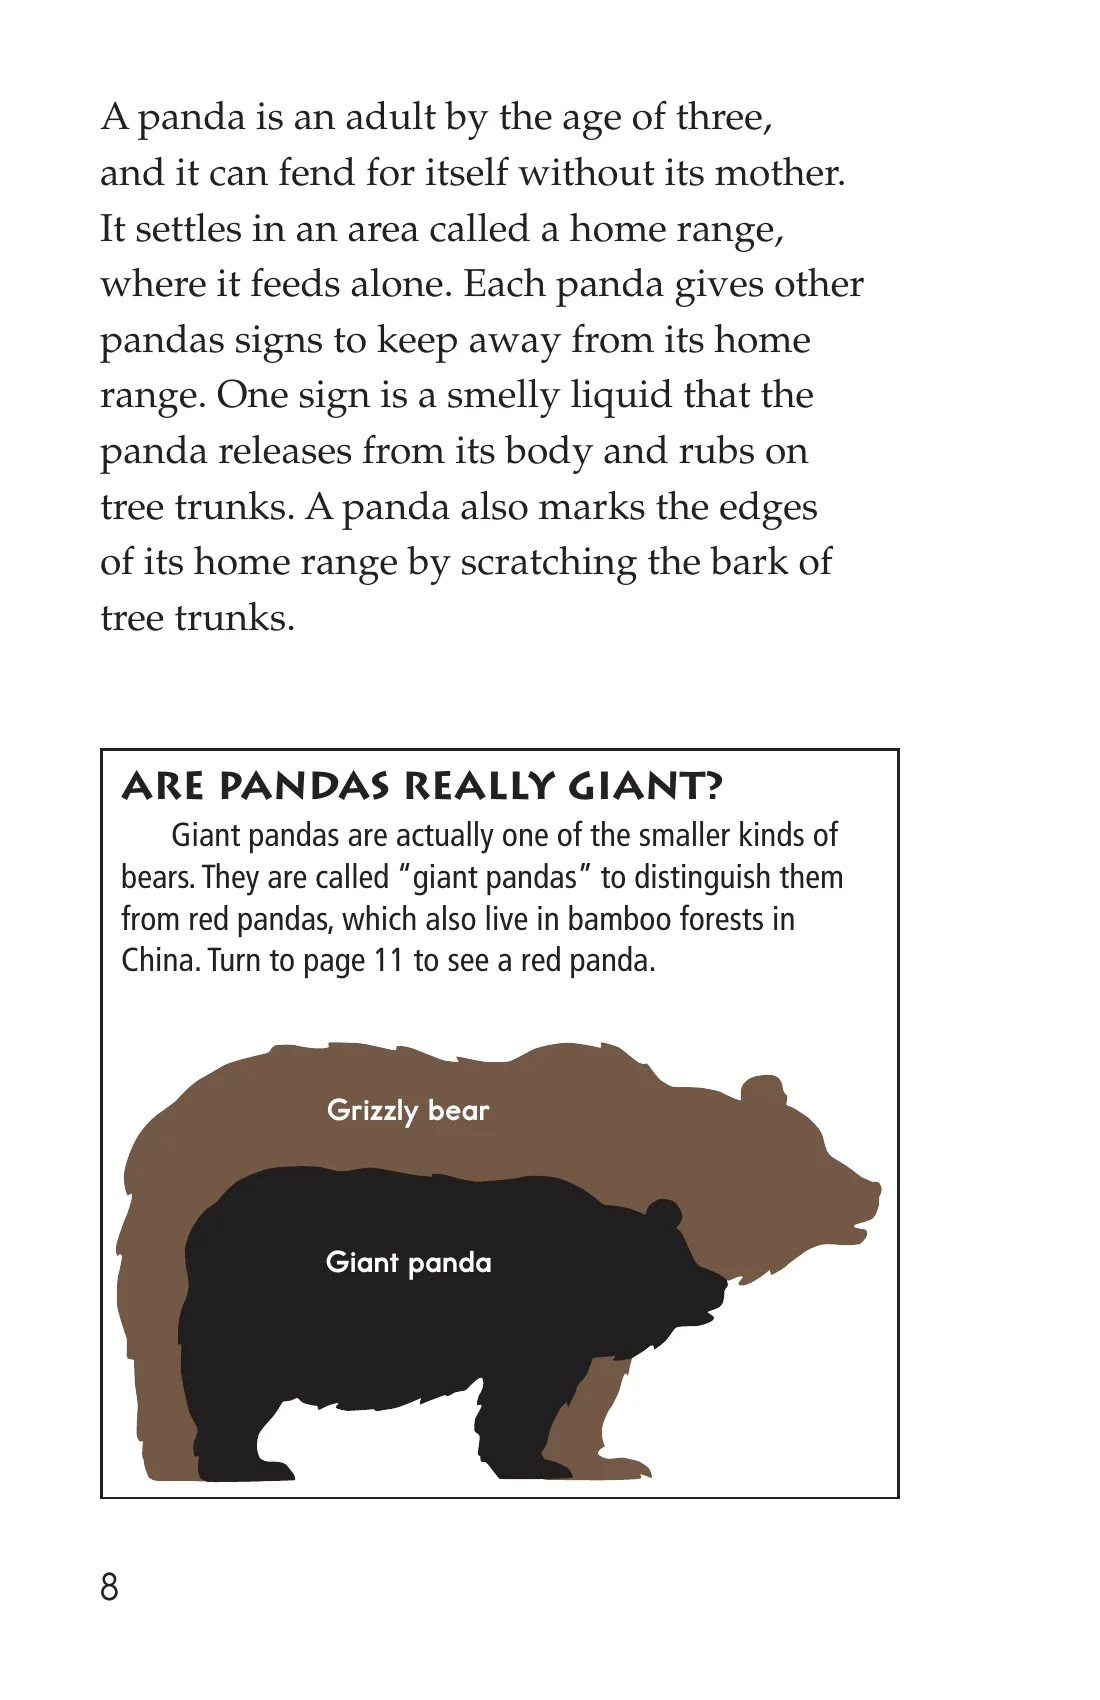 A panda is an adult by the age of three,
and it can fend for itself without its mother.
It settles in an area called a home range,
where it feeds alone. Each panda gives other
pandas signs to keep away from its home
range. One sign is a smelly liquid that the
panda releases from its body and rubs on
tree trunks. A panda also marks the edges
of its home range by scratching the bark of
tree trunks.
ARE PANDAS REALLY GIANT?
Giant pandas are actually one of the smaller kinds of
bears. They are called “giant pandas” to distinguish them
from red pandas, which also live in bamboo forests in
China. Turn to page 11 to see a red panda.
Grizzly bear
Giant panda
8